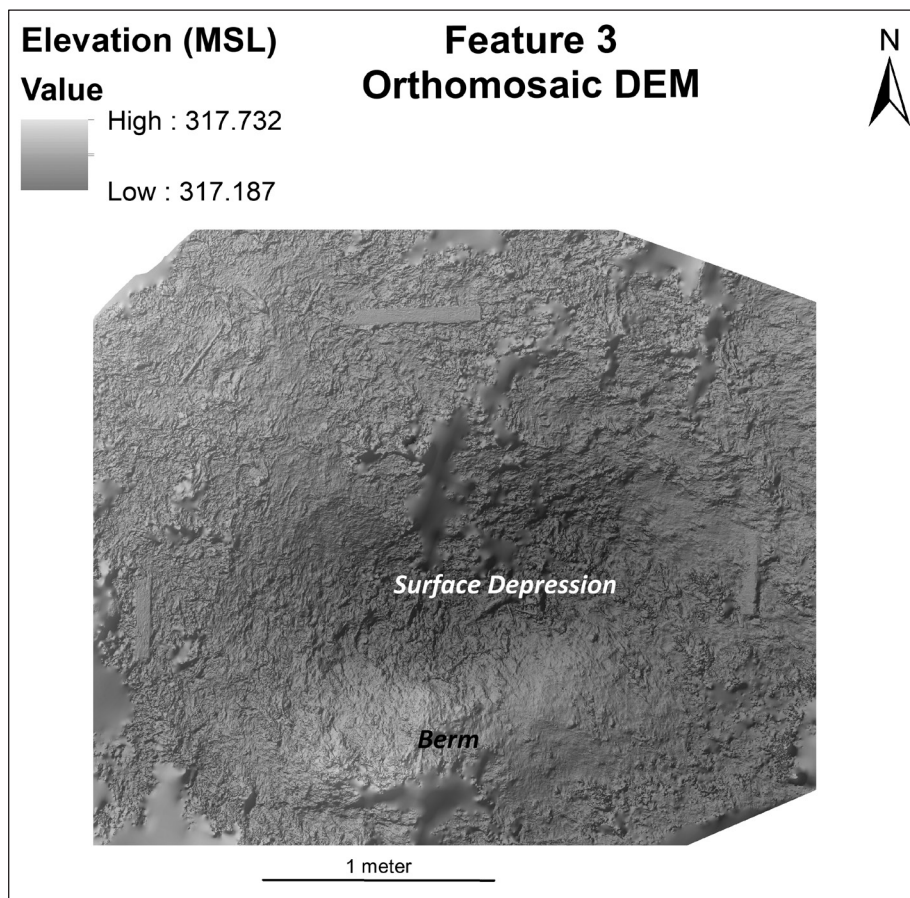 Elevation (MSL)
Value
High : 317.732
Low : 317.187
Feature 3
Orthomosaic DEM
N
Surface Depression
Berm
1 meter